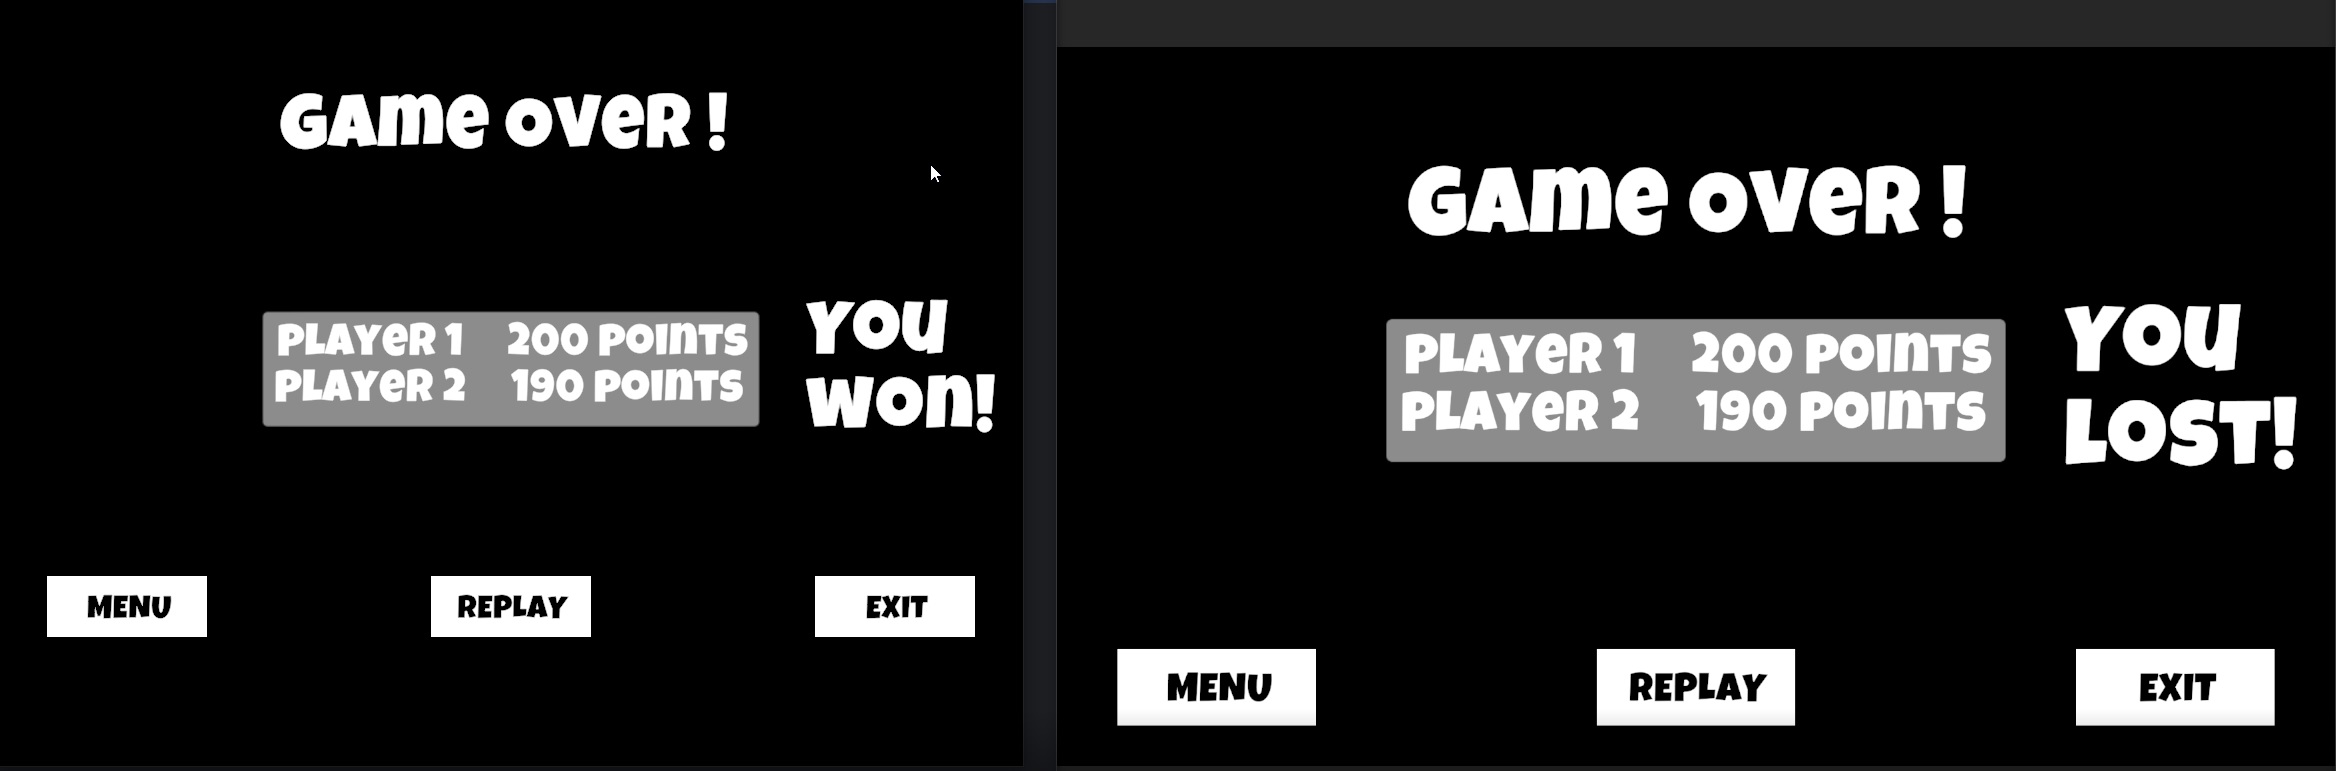 GAme oveR !
PLAYeR 1 200 PoInTS
PLAYeR 2 190 PoInTS
You
won!
MENU
REPLAY
EXIT
GAme oveR !
PLAYeR 1 200 PoInTS
PLAYeR 2 190 PoInTS
You
LoST!
MENU
REPLAY
EXIT